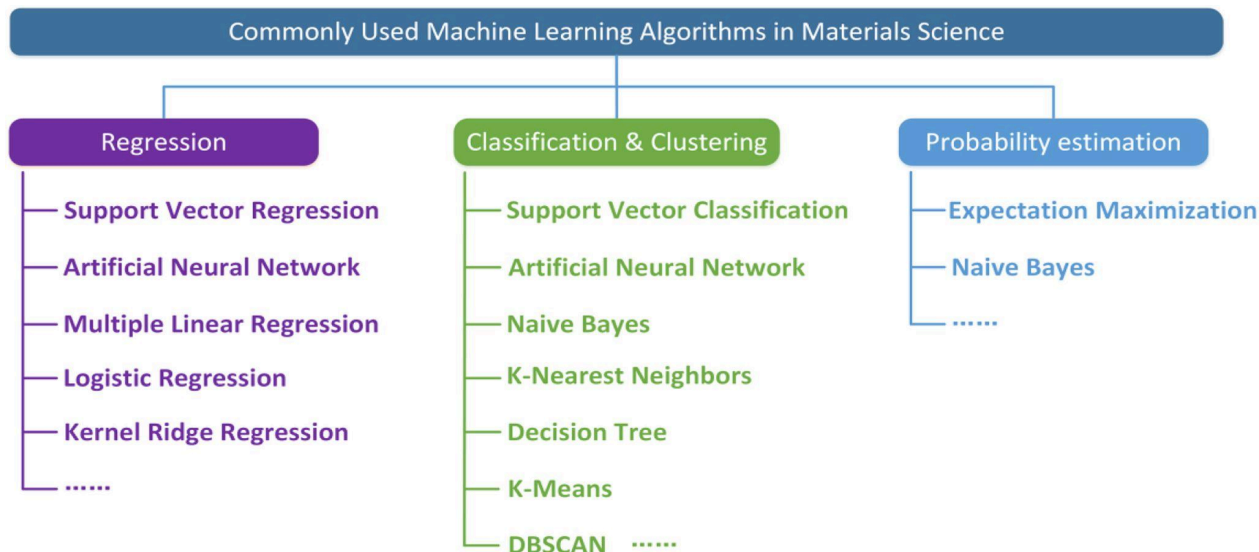 Commonly Used Machine Learning Algorithms in Materials Science
Regression
Support Vector Regression
Artificial Neural Network
Multiple Linear Regression
Logistic Regression
Kernel Ridge Regression
······
Classification & Clustering
Support Vector Classification
Artificial Neural Network
Naive Bayes
K-Nearest Neighbors
Decision Tree
K-Means
DBSCAN ······
Probability estimation
Expectation Maximization
Naive Bayes
······